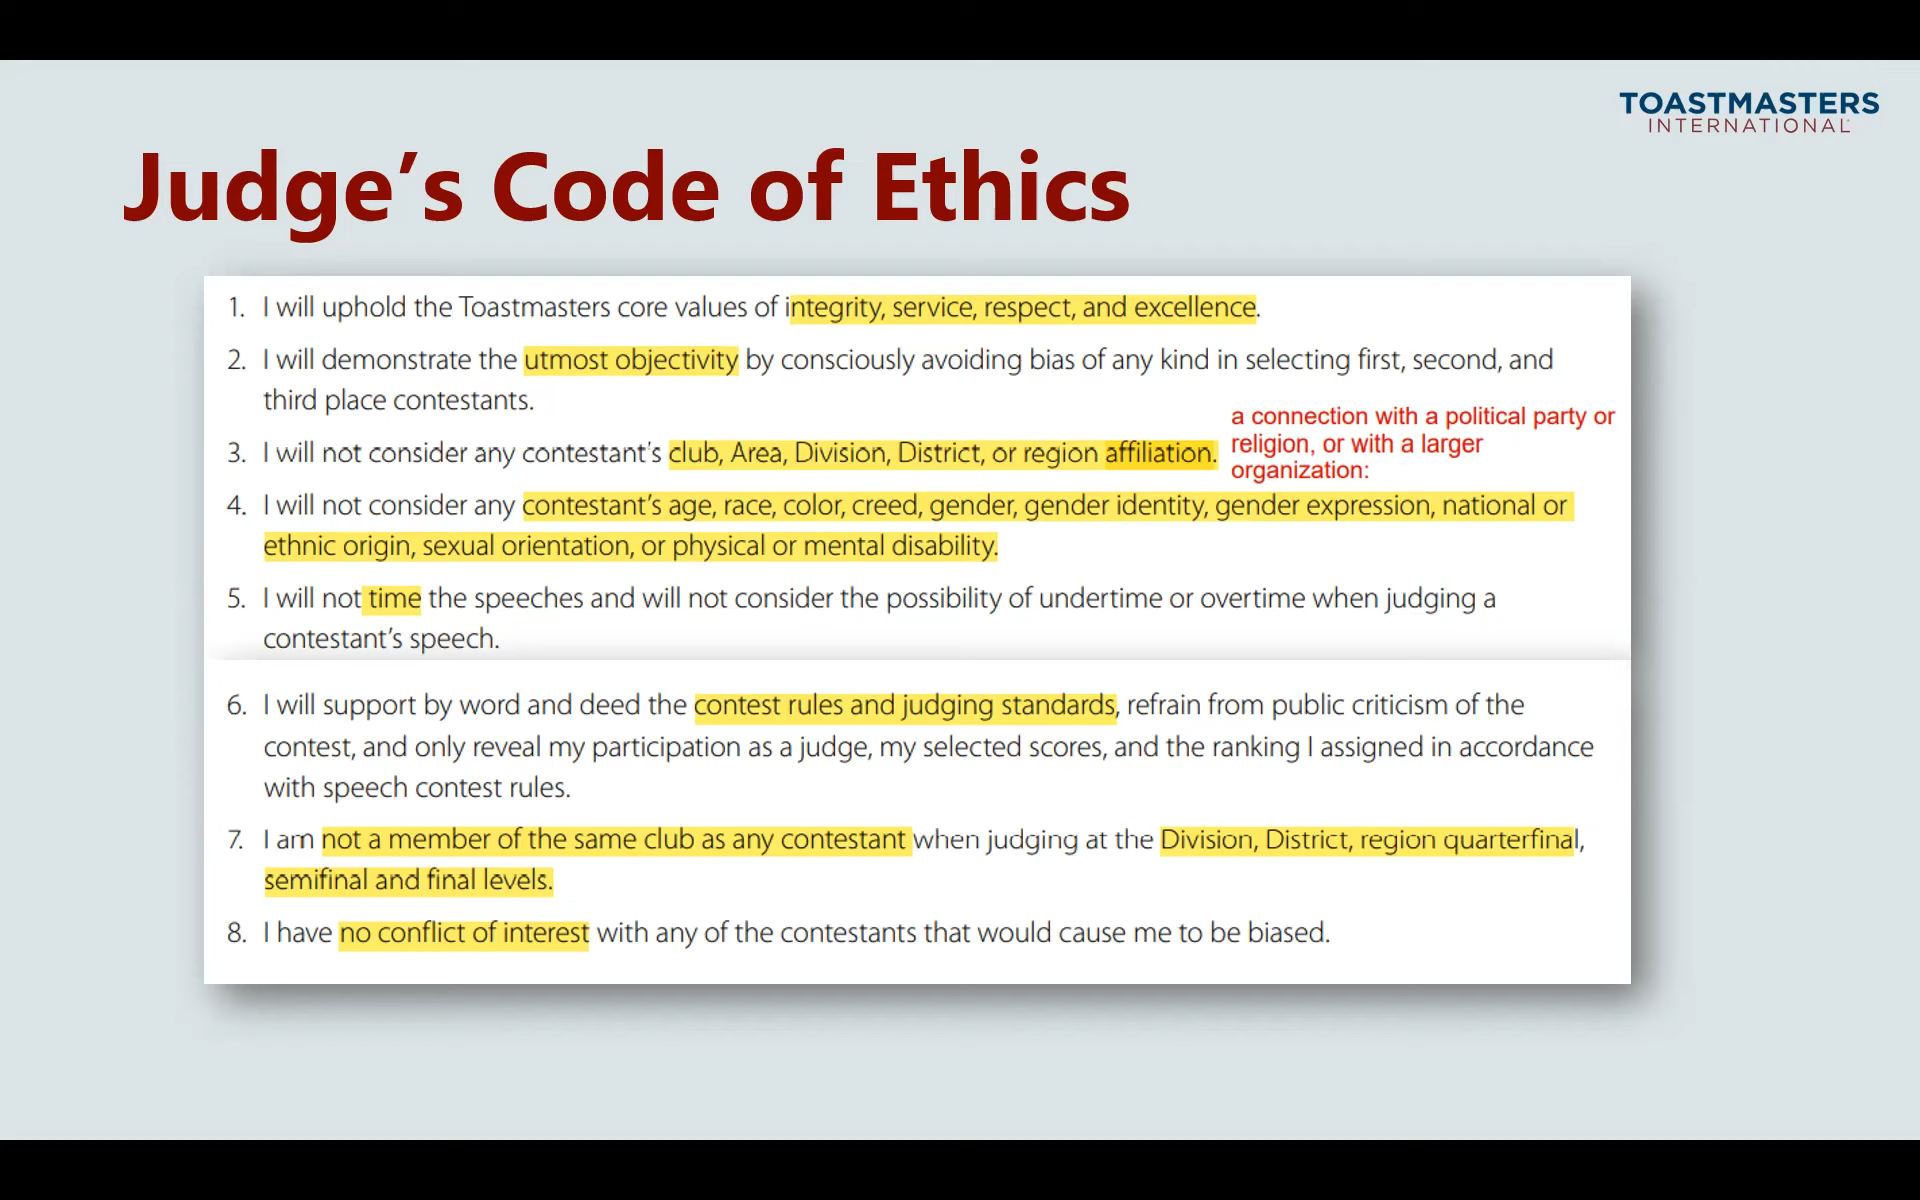 TOASTMASTERS
INTERNATIONAL
Judge’s Code of Ethics
1. I will uphold the Toastmasters core values of integrity, service, respect, and excellence.
2. I will demonstrate the utmost objectivity by consciously avoiding bias of any kind in selecting first, second, and
third place contestants.
3. I will not consider any contestant’s club, Area, Division, District, or region affiliation.
a connection with a political party or
religion, or with a larger
organization:
4. I will not consider any contestant’s age, race, color, creed, gender, gender identity, gender expression, national or
ethnic origin, sexual orientation, or physical or mental disability.
5. I will not time the speeches and will not consider the possibility of undertime or overtime when judging a
contestant’s speech.
6. I will support by word and deed the contest rules and judging standards, refrain from public criticism of the
contest, and only reveal my participation as a judge, my selected scores, and the ranking I assigned in accordance
with speech contest rules.
7. I am not a member of the same club as any contestant when judging at the Division, District, region quarterfinal,
semifinal and final levels.
8. I have no conflict of interest with any of the contestants that would cause me to be biased.